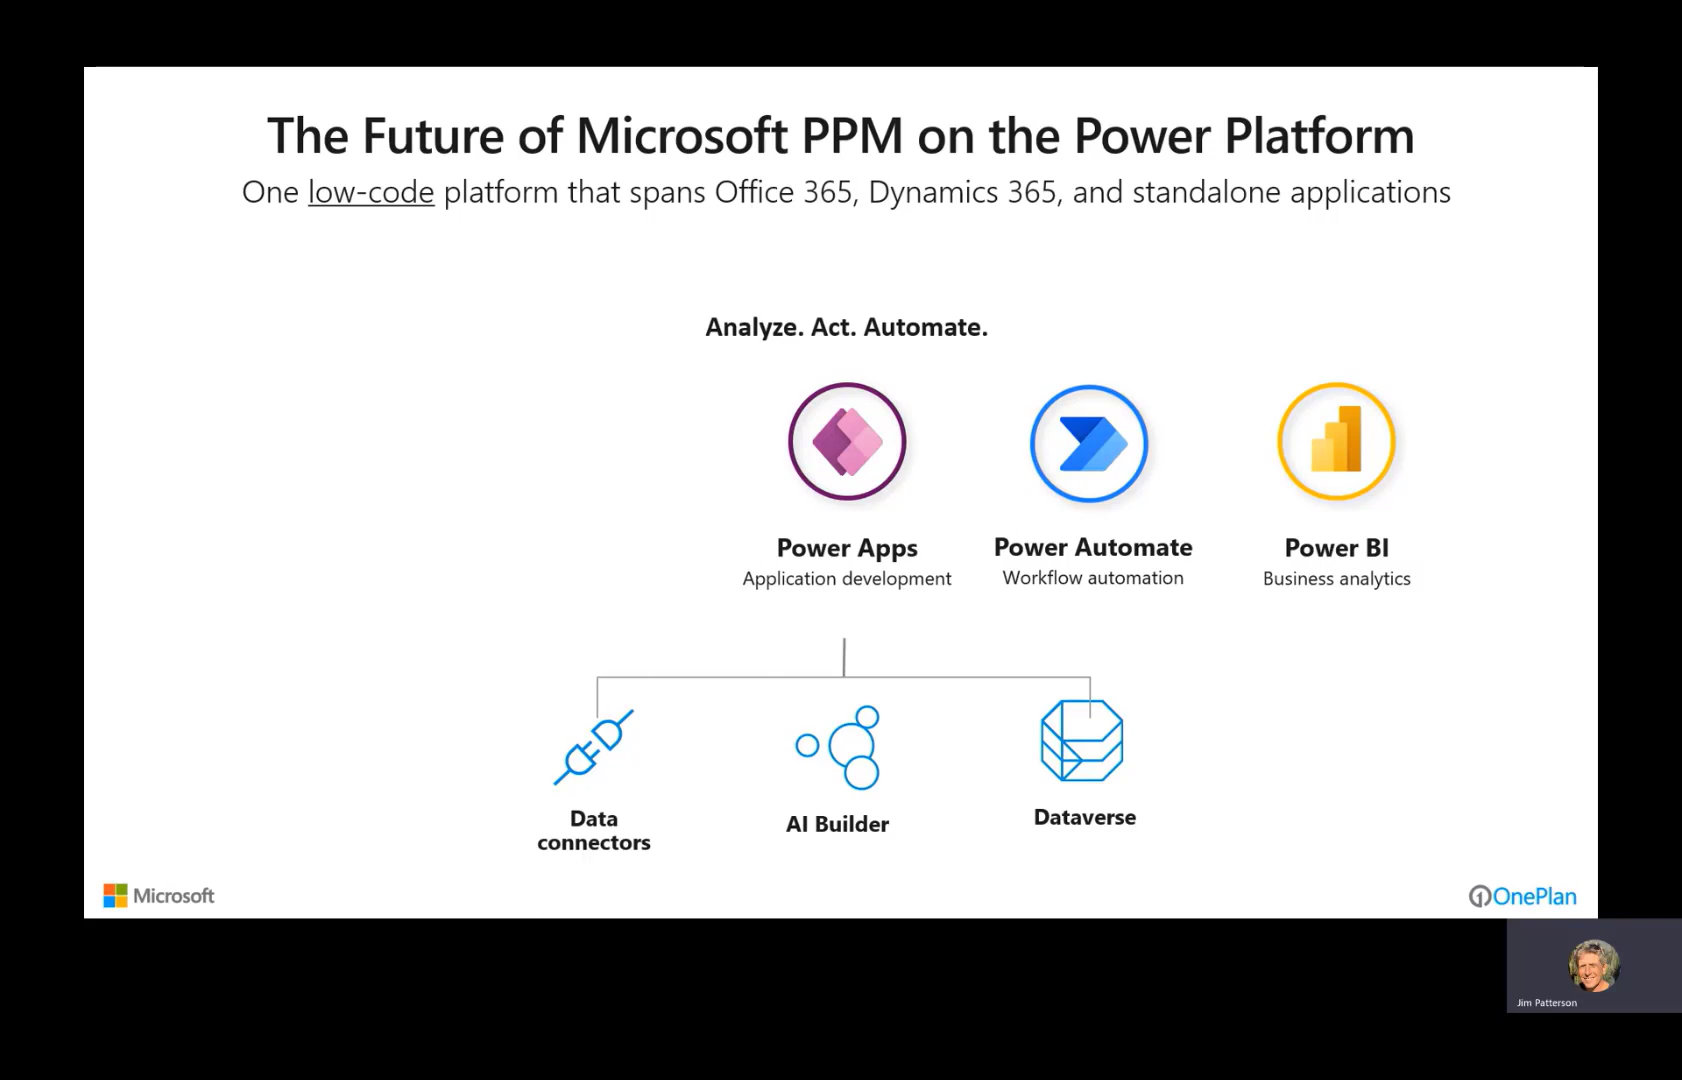 The Future of Microsoft PPM on the Power Platform
One low-code platform that spans Office 365, Dynamics 365, and standalone applications
Analyze. Act. Automate.
Power Apps
Application development
Power Automate
Workflow automation
Power BI
Business analytics
Data
connectors
AI Builder
Dataverse
Microsoft
OnePlan
Jim Patterson